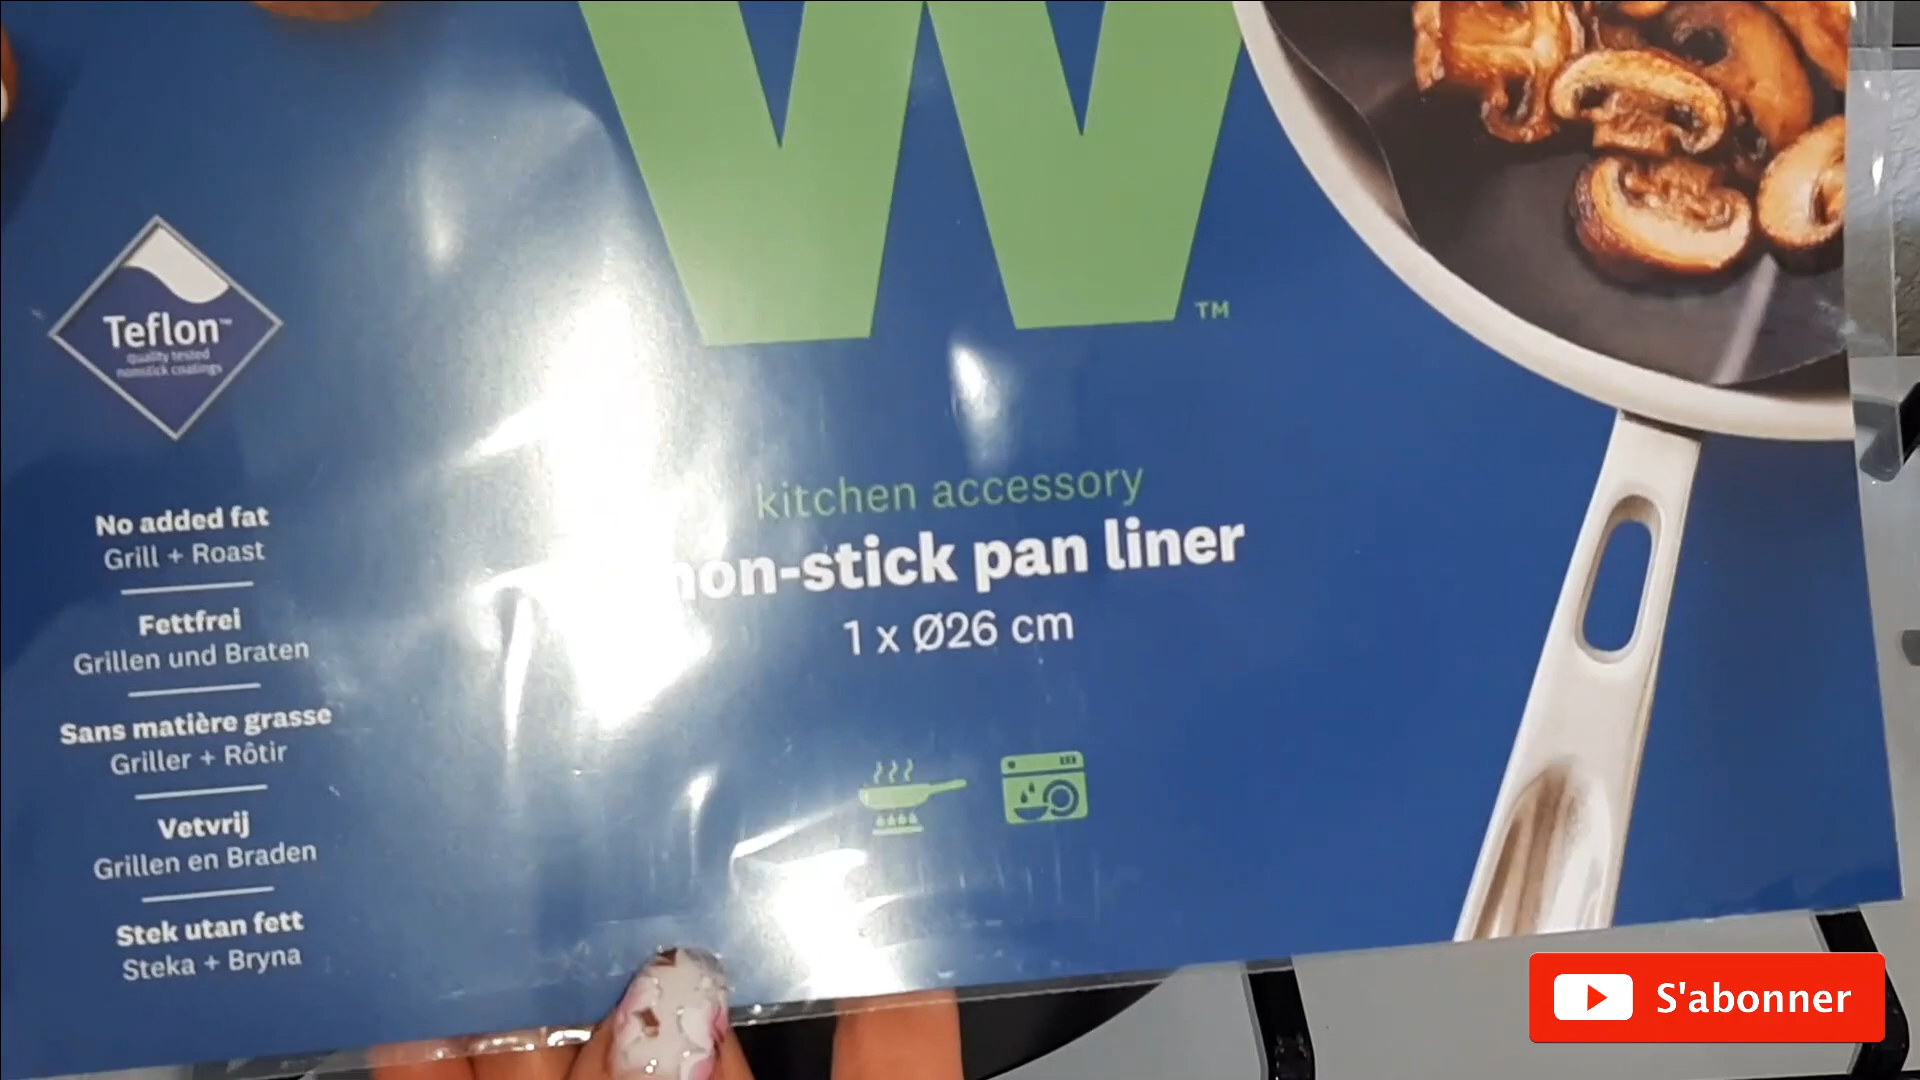 W
TM
Teflon™
quality tested
nonstick coatings
No added fat
Grill + Roast
Fettfrei
Grillen und Braten
Sans matière grasse
Griller + Rôtir
Vetvrij
Grillen en Braden
Stek utan fett
Steka + Bryna
kitchen accessory
non-stick pan liner
1 x Ø26 cm
S'abonner